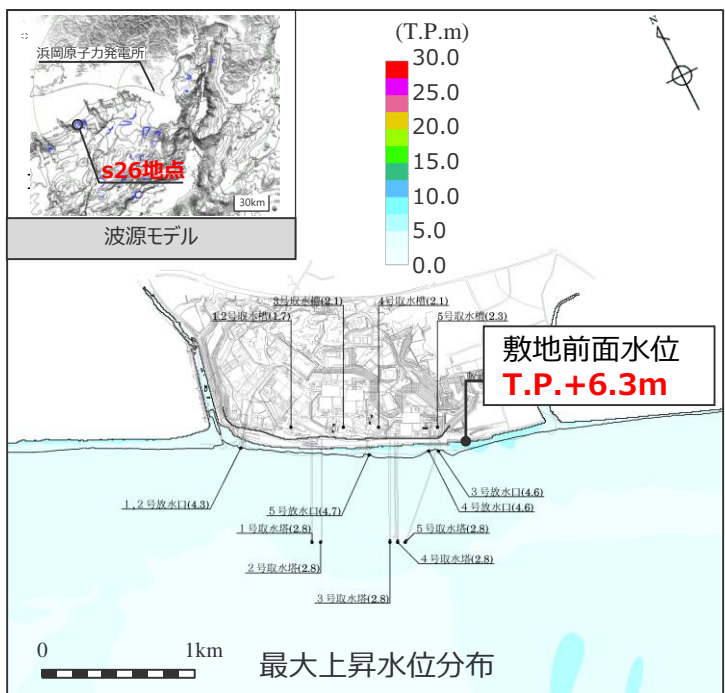 浜岡原子力発電所
s26地点
30km
波源モデル
(T.P.m)
30.0
25.0
20.0
15.0
10.0
5.0
0.0
N
3号取水槽(2.1)
4号取水槽(2.1)
1,2号取水槽(1.7)
5号取水槽(2.3)
敷地前面水位
T.P.+6.3m
1,2号放水口(4.3)
5号放水口(4.7)
3号放水口(4.6)
4号放水口(4.6)
1号取水塔(2.8)
5号取水塔(2.8)
2号取水塔(2.8)
4号取水塔(2.8)
3号取水塔(2.8)
0 1km
最大上昇水位分布